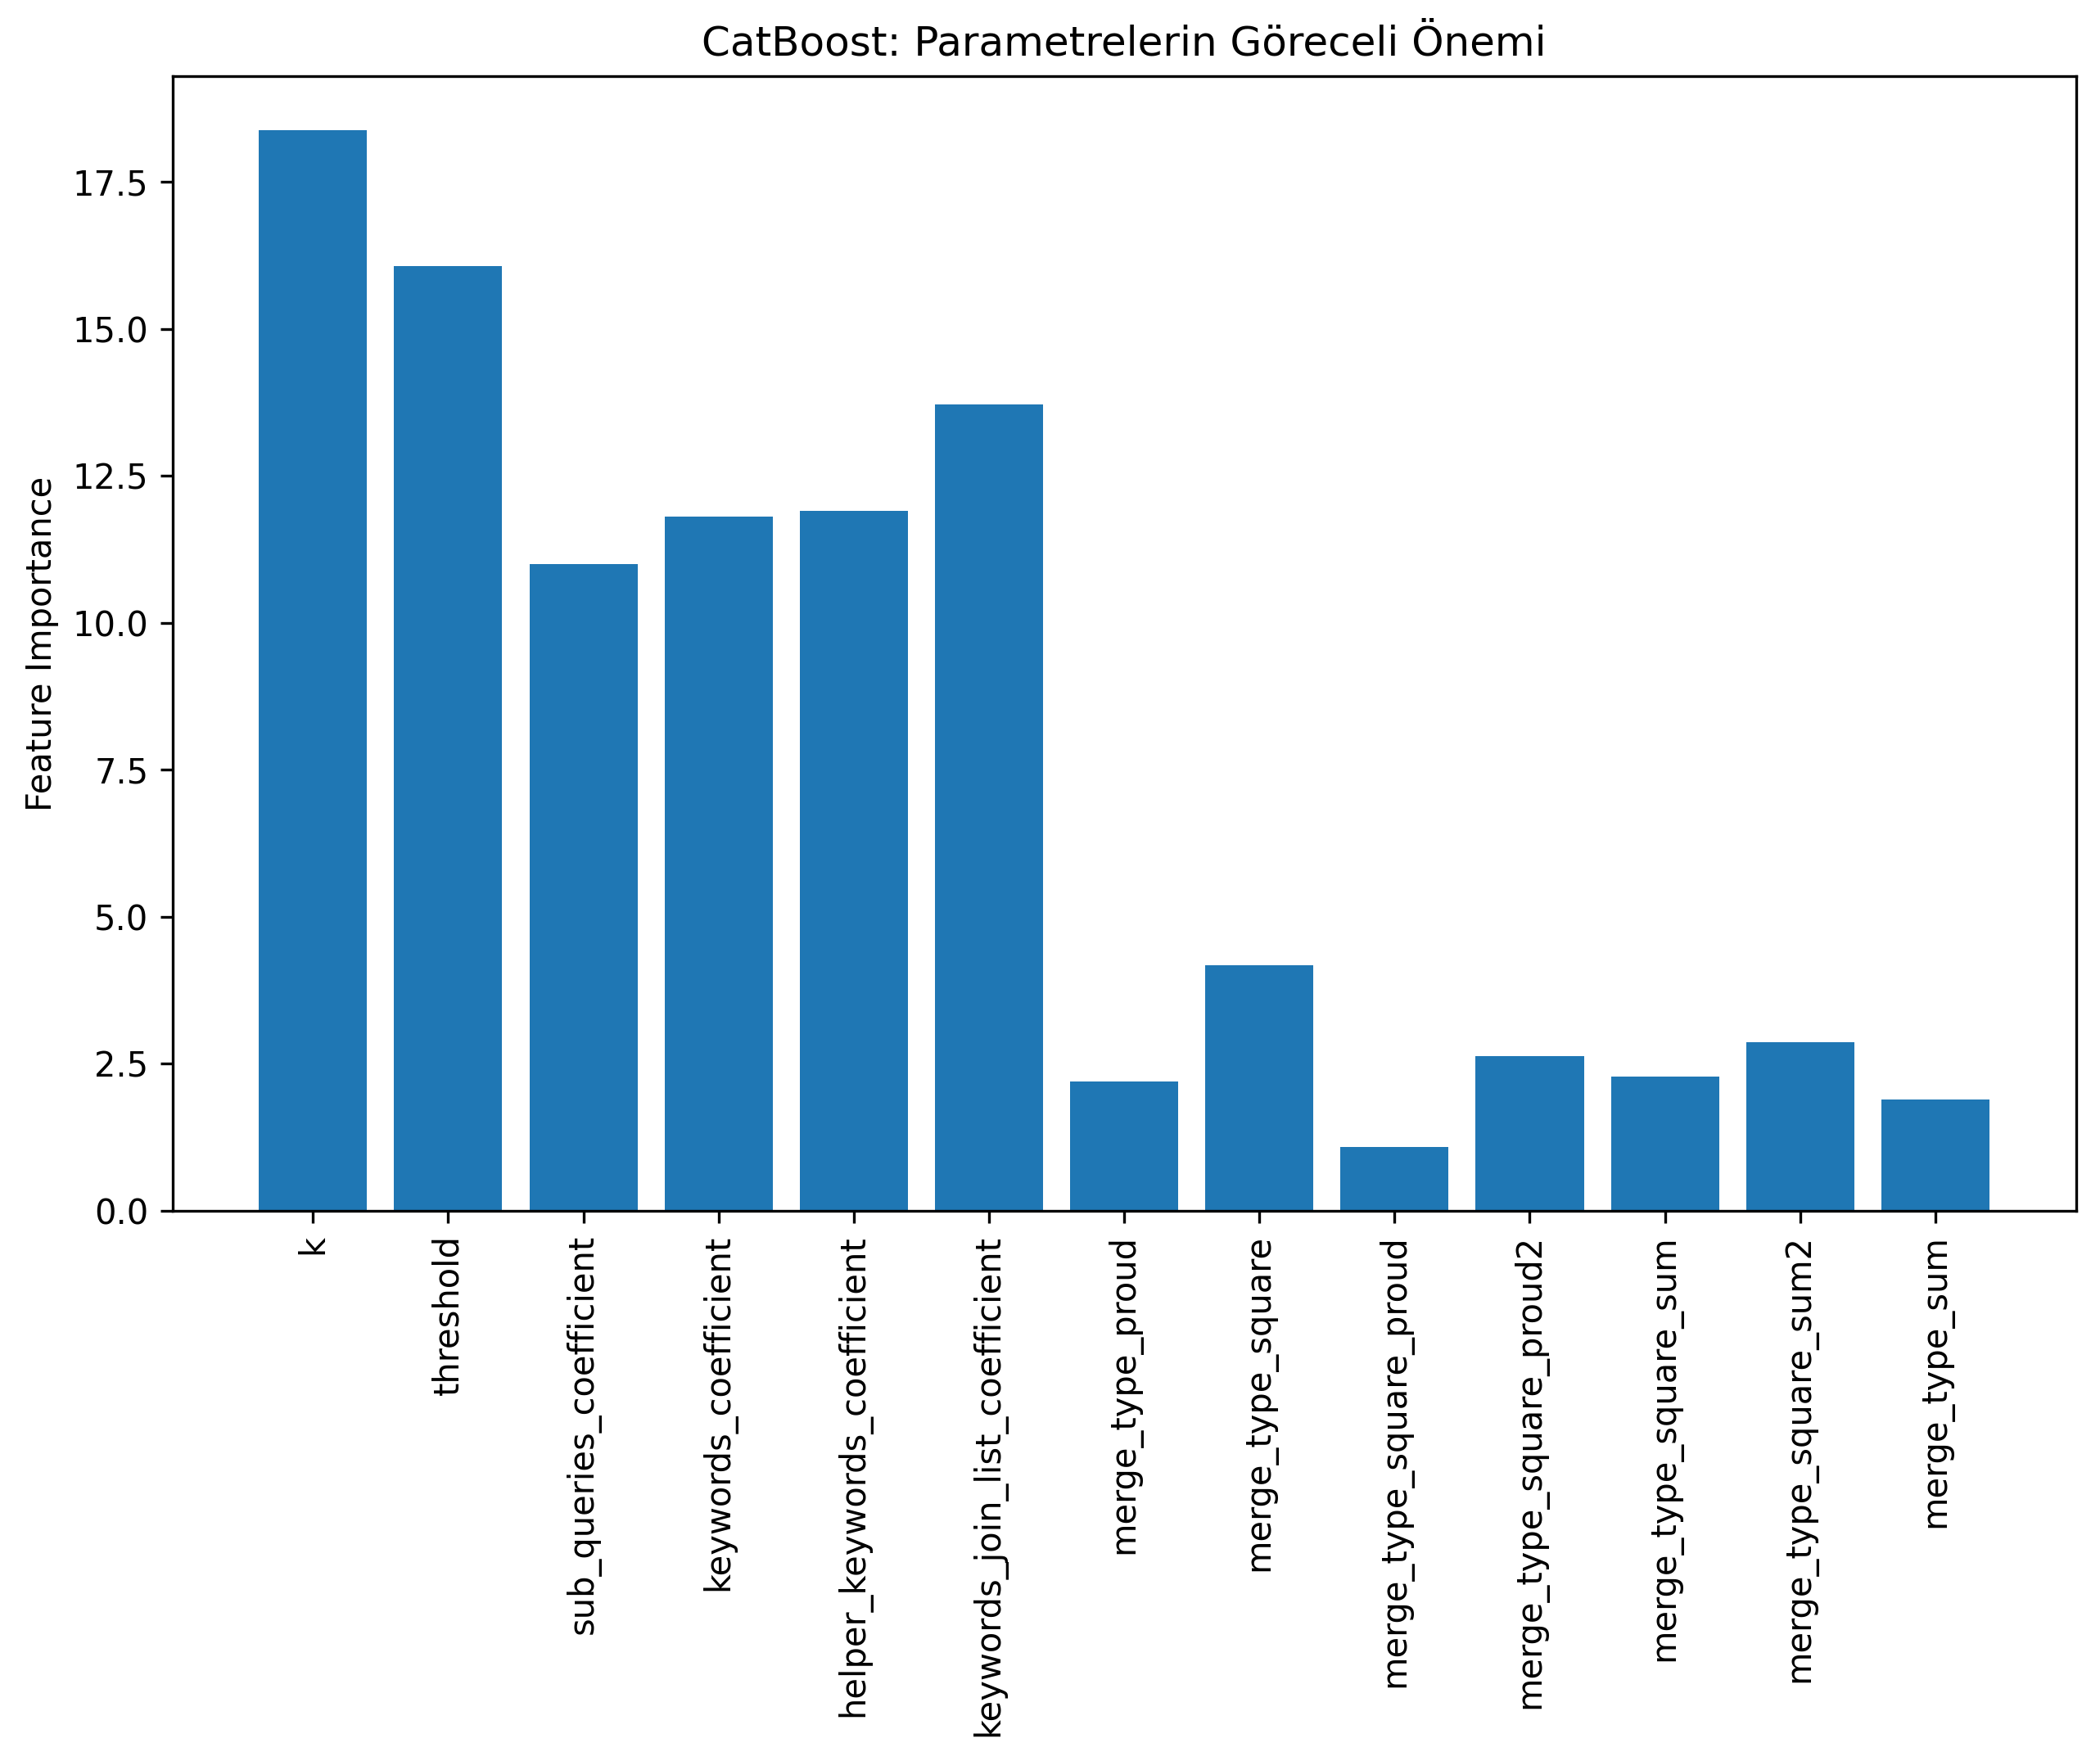 CatBoost: Parametrelerin Göreceli Önemi
Feature Importance
17.5
15.0
12.5
10.0
7.5
5.0
2.5
0.0
k
threshold
sub_queries_coefficient
keywords_coefficient
helper_keywords_coefficient
keywords_join_list_coefficient
merge_type_proud
merge_type_square
merge_type_square_proud
merge_type_square_proud2
merge_type_square_sum
merge_type_square_sum2
merge_type_sum